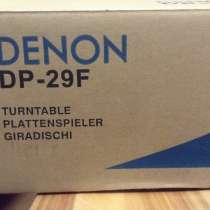 DENON
DP-29F
TURNTABLE
PLATTENSPIELER
GIRADISCHI